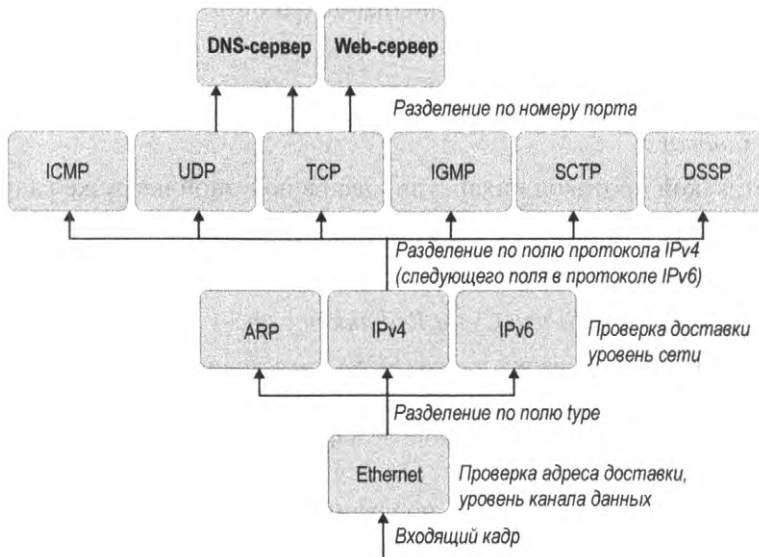 DNS-сервер
Web-сервер
Разделение по номеру порта
ICMP
UDP
TCP
IGMP
SCTP
DSSP
Разделение по полю протокола IPv4
(следующего поля в протоколе IPv6)
ARP
IPv4
IPv6
Проверка доставки
уровень сети
Разделение по полю type
Ethernet
Проверка адреса доставки,
уровень канала данных
Входящий кадр